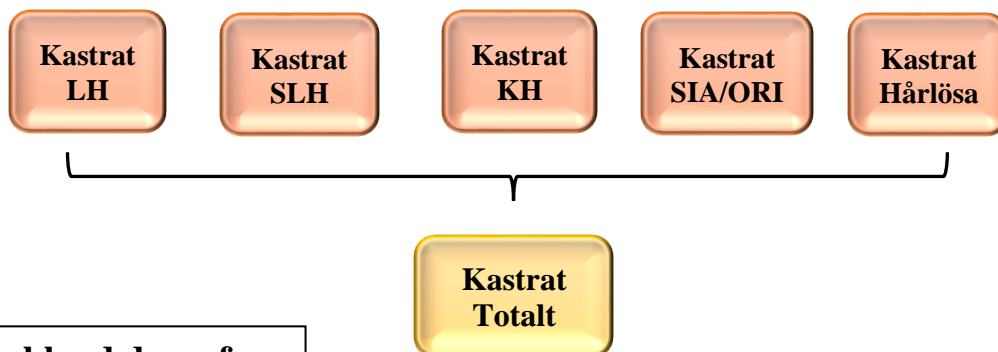 Kastrat
LH
Kastrat
SLH
Kastrat
KH
Kastrat
SIA/ORI
Kastrat
Hårlösa
Kastrat
Totalt